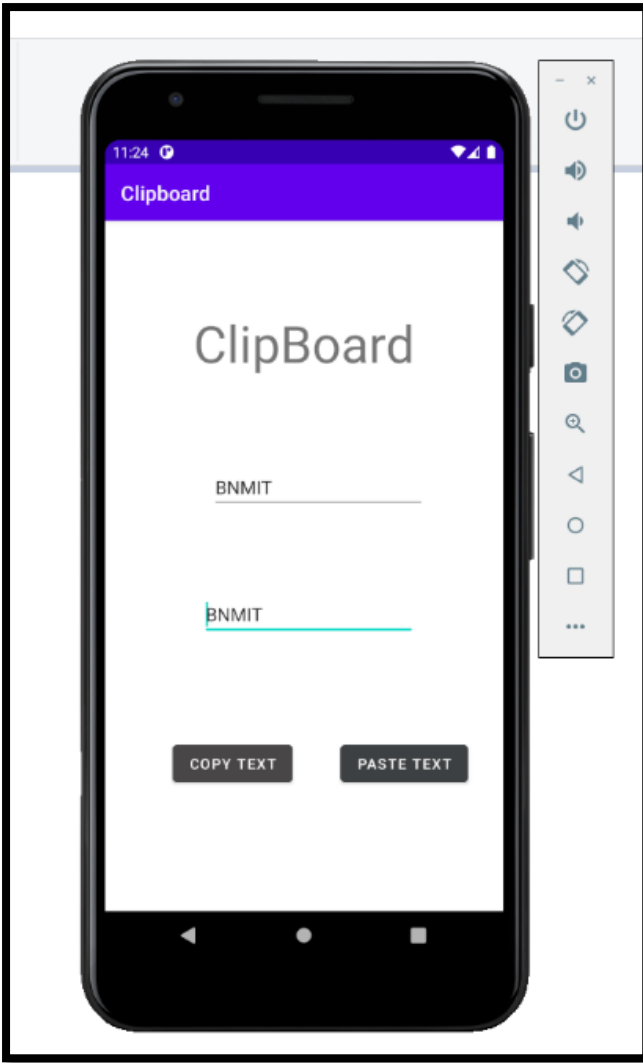 11:24
Clipboard
ClipBoard
BNMIT
BNMIT
COPY TEXT PASTE TEXT